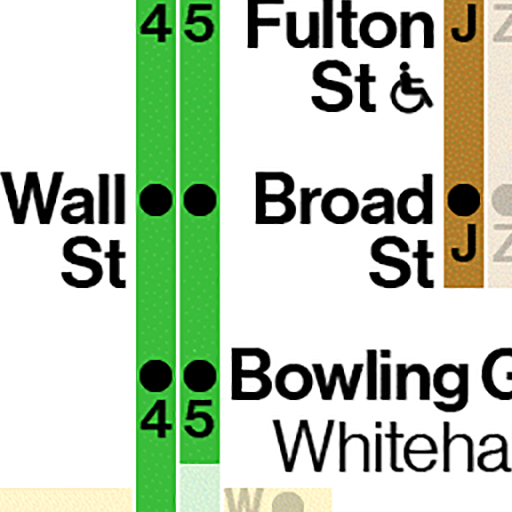 4 5 Fulton J Z
St
Wall Broad
St St J Z
Bowling G
4 5 Whiteha
W